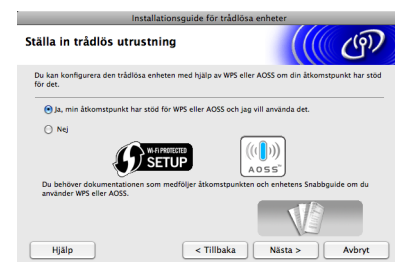 Installationsguide för trådlösa enheter
Ställa in trådlös utrustning
Du kan konfigurera den trådlösa enheten med hjälp av WPS eller AOSS om din åtkomstpunkt har stöd
för det.
Ja, min åtkomstpunkt har stöd för WPS eller AOSS och jag vill använda det.
Nej
Wi-Fi PROTECTED
SETUP
AOSS™
Du behöver dokumentationen som medföljer åtkomstpunkten och enhetens Snabbguide om du
använder WPS eller AOSS.
Hjälp
< Tillbaka
Nästa >
Avbryt